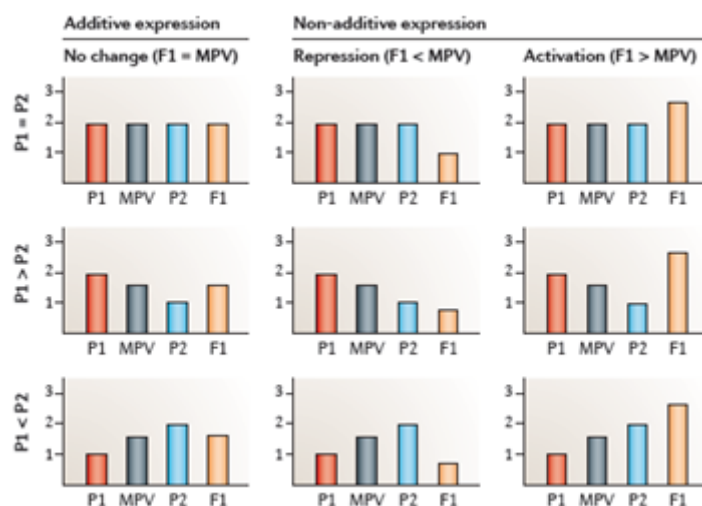 Additive expression
Non-additive expression
No change (F1 = MPV)
Repression (F1 < MPV)
Activation (F1 > MPV)
P1 = P2
3
2
1
P1 MPV P2 F1
3
2
1
P1 MPV P2 F1
3
2
1
P1 MPV P2 F1
P1 > P2
3
2
1
P1 MPV P2 F1
3
2
1
P1 MPV P2 F1
3
2
1
P1 MPV P2 F1
P1 < P2
3
2
1
P1 MPV P2 F1
3
2
1
P1 MPV P2 F1
3
2
1
P1 MPV P2 F1